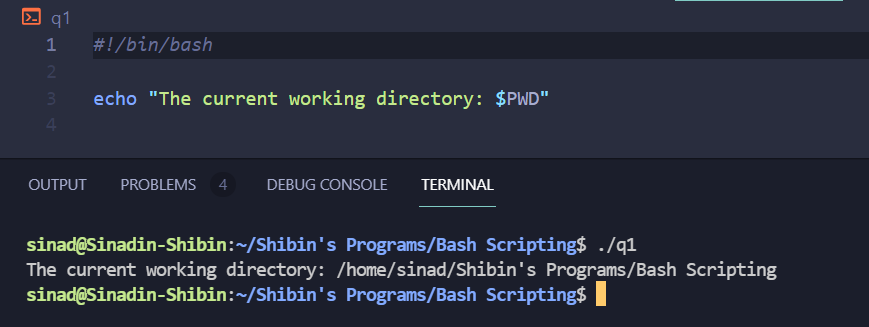 q1
1 #!/bin/bash
2
3 echo "The current working directory: $PWD"
4
OUTPUT PROBLEMS 4 DEBUG CONSOLE TERMINAL
sinad@Sinadin-Shibin:~/Shibin's Programs/Bash Scripting$ ./q1
The current working directory: /home/sinad/Shibin's Programs/Bash Scripting
sinad@Sinadin-Shibin:~/Shibin's Programs/Bash Scripting$